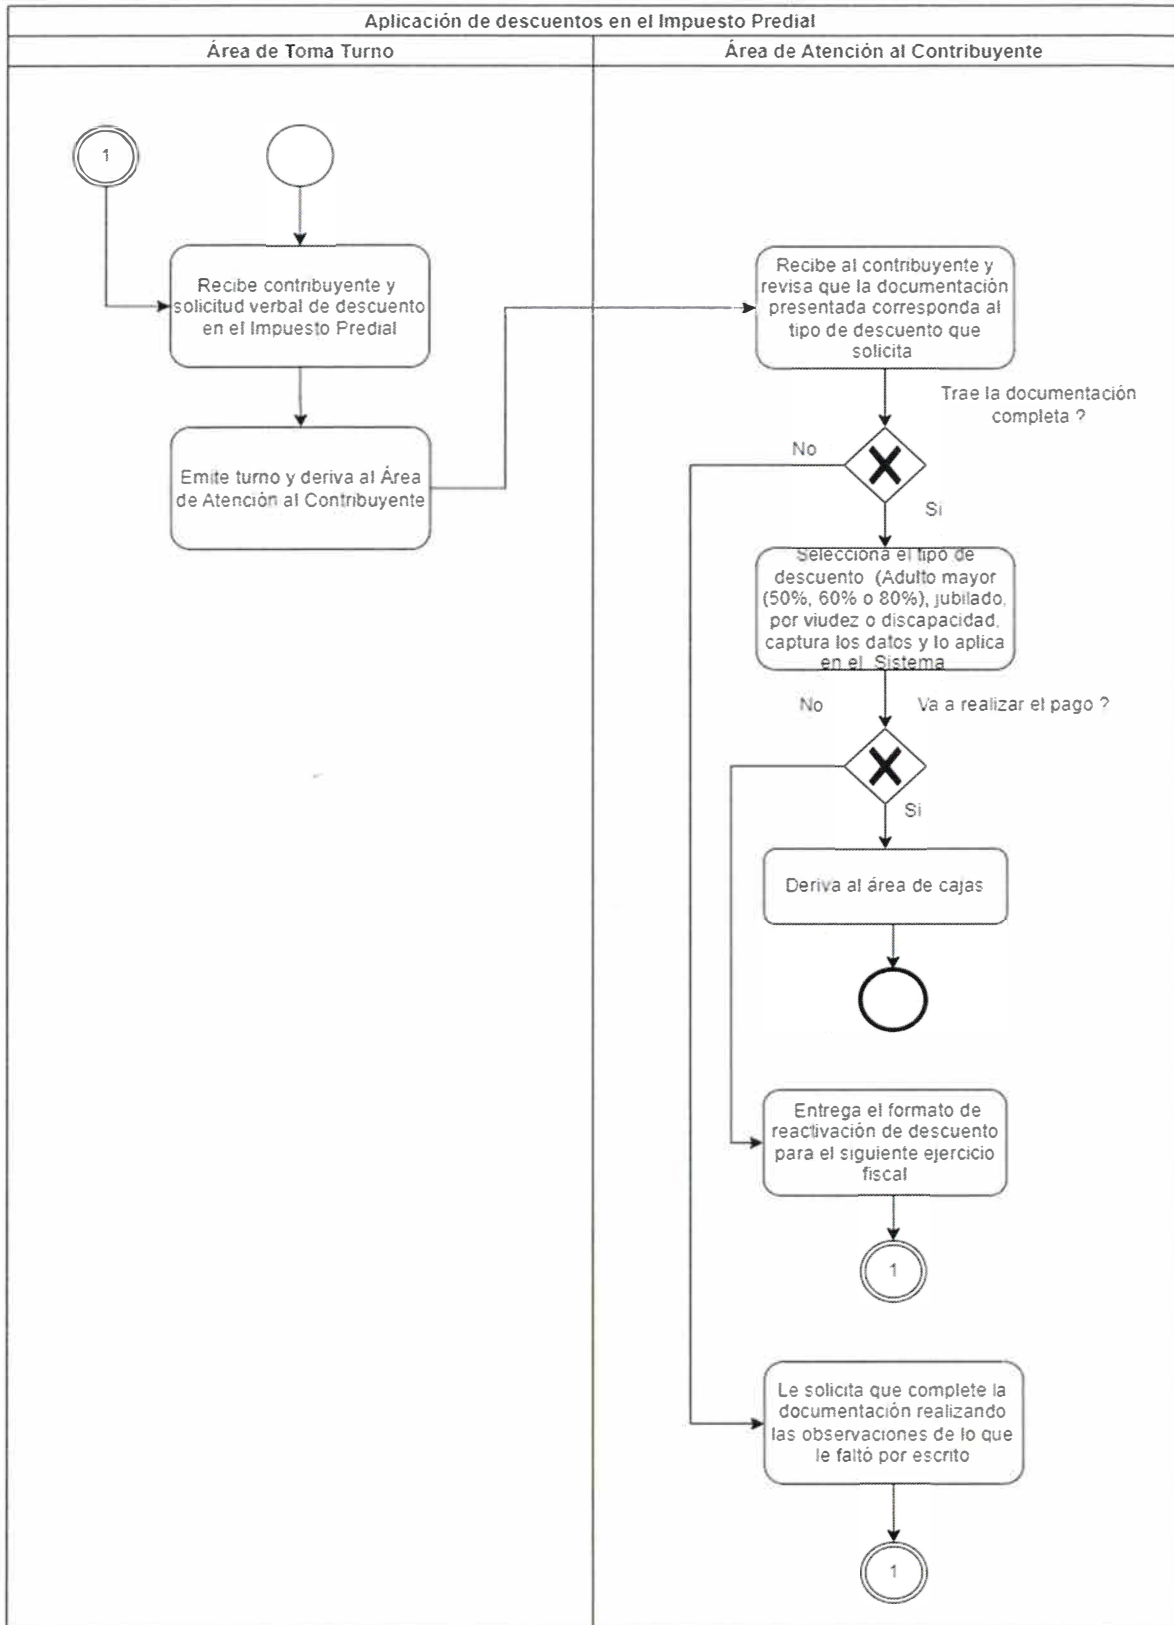 Aplicación de descuentos en el Impuesto Predial
Área de Toma Turno
Área de Atención al Contribuyente
1
Recibe contribuyente y
solicitud verbal de descuento
en el Impuesto Predial
Emite turno y deriva al Área
de Atención al Contribuyente
Recibe al contribuyente y
revisa que la documentación
presentada corresponda al
tipo de descuento que
solicita
Trae la documentación
completa ?
No
Si
Selecciona el tipo de
descuento (Adulto mayor
(50%, 60% o 80%), jubilado,
por viudez o discapacidad,
captura los datos y lo aplica
en el Sistema
No
Va a realizar el pago ?
Si
Deriva al área de cajas
Entrega el formato de
reactivación de descuento
para el siguiente ejercicio
fiscal
1
Le solicita que complete la
documentación realizando
las observaciones de lo que
le faltó por escrito
1